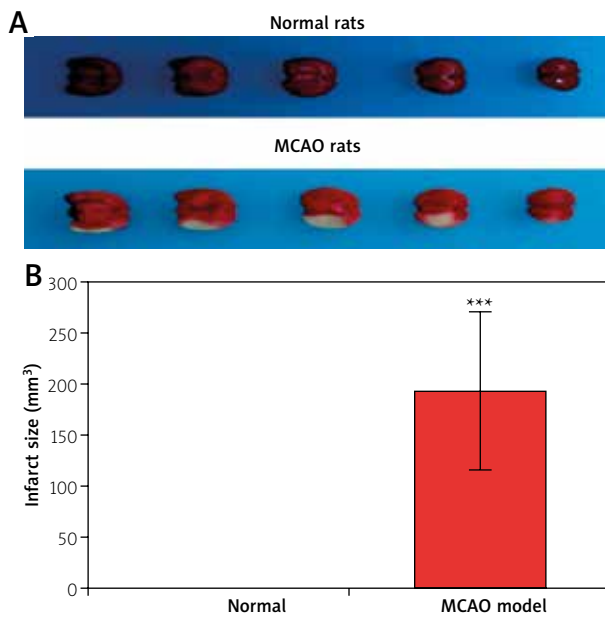 A
Normal rats
MCAO rats
B
300
250
200
150
100
50
0
Infarct size (mm³)
***
Normal
MCAO model